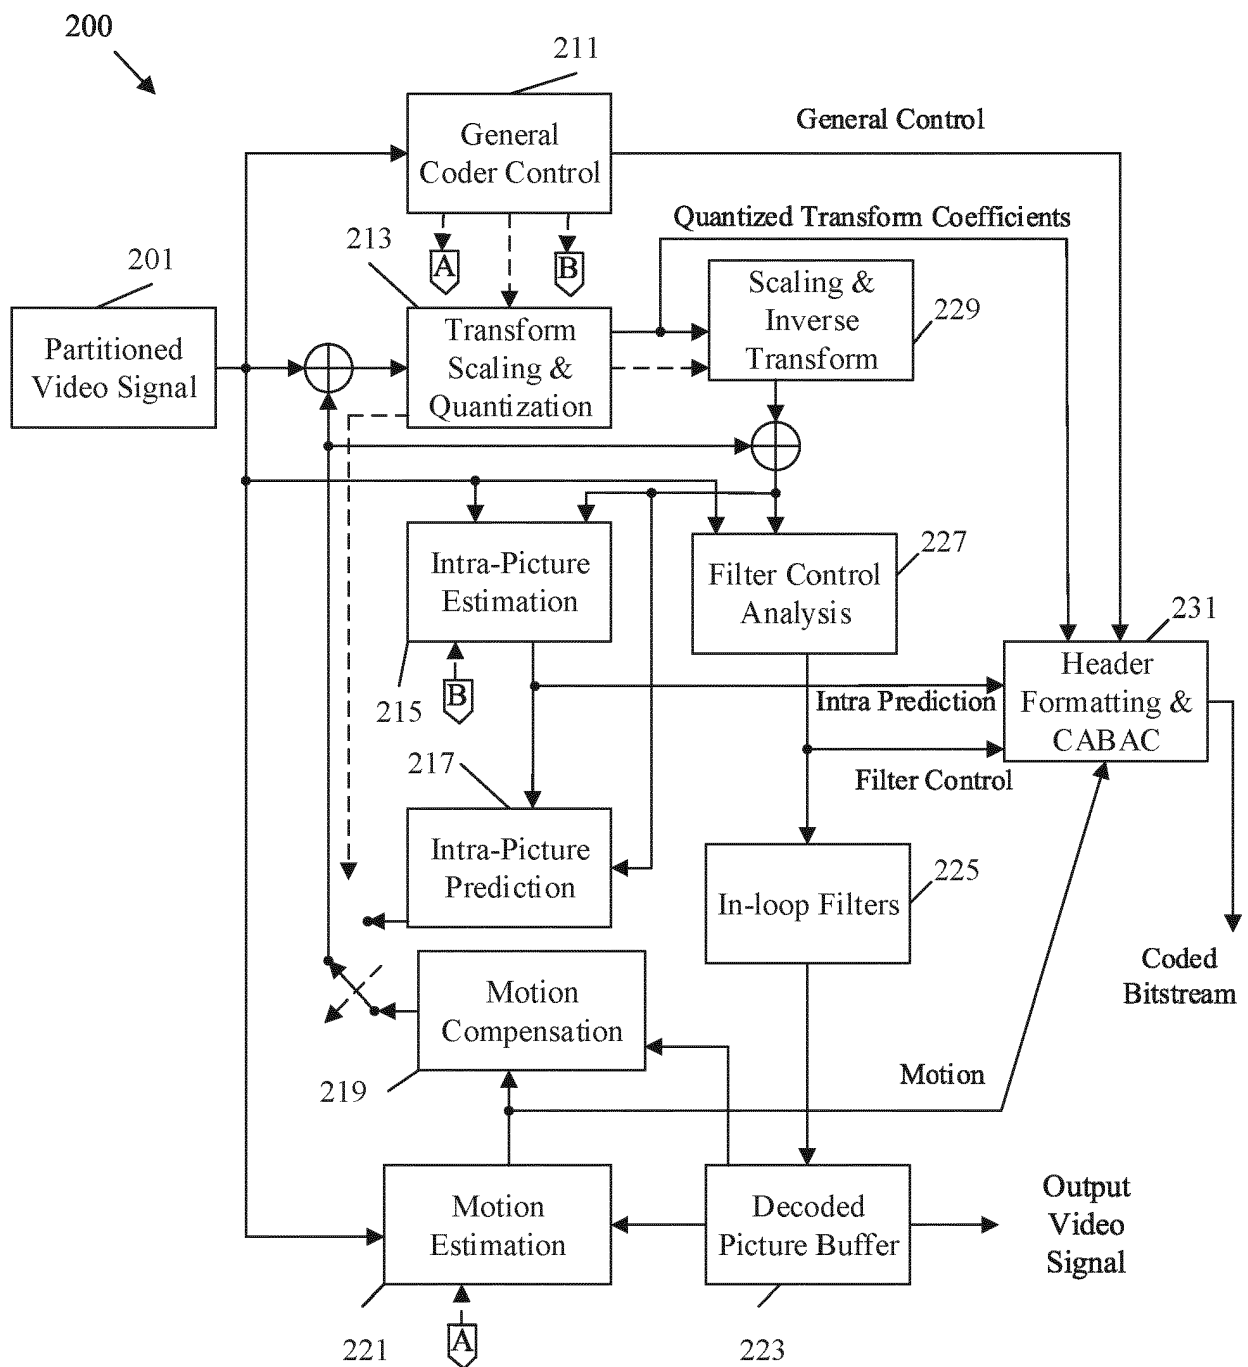 200
211
General
Coder Control
General Control
Quantized Transform Coefficients
A
B
213
201
Partitioned
Video Signal
Transform
Scaling &
Quantization
Scaling &
Inverse
Transform
229
Intra-Picture
Estimation
215
B
Filter Control
Analysis
227
231
Header
Formatting &
CABAC
Intra Prediction
Filter Control
217
Intra-Picture
Prediction
In-loop Filters
225
Coded
Bitstream
Motion
Compensation
219
Motion
Motion
Estimation
221
A
Decoded
Picture Buffer
223
Output
Video
Signal